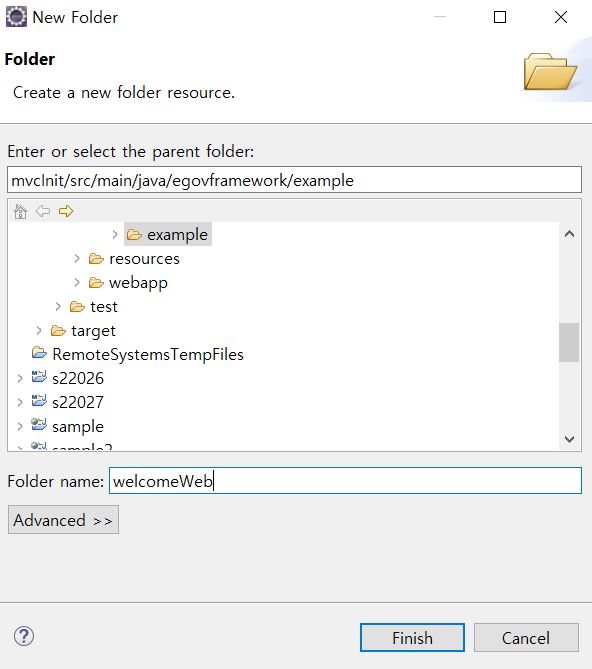 New Folder
Folder
Create a new folder resource.
Enter or select the parent folder:
mvcInit/src/main/java/egovframework/example
example
resources
webapp
test
target
RemoteSystemsTempFiles
s22026
s22027
sample
sample2
Folder name: welcomeWeb
Advanced >>
Finish Cancel